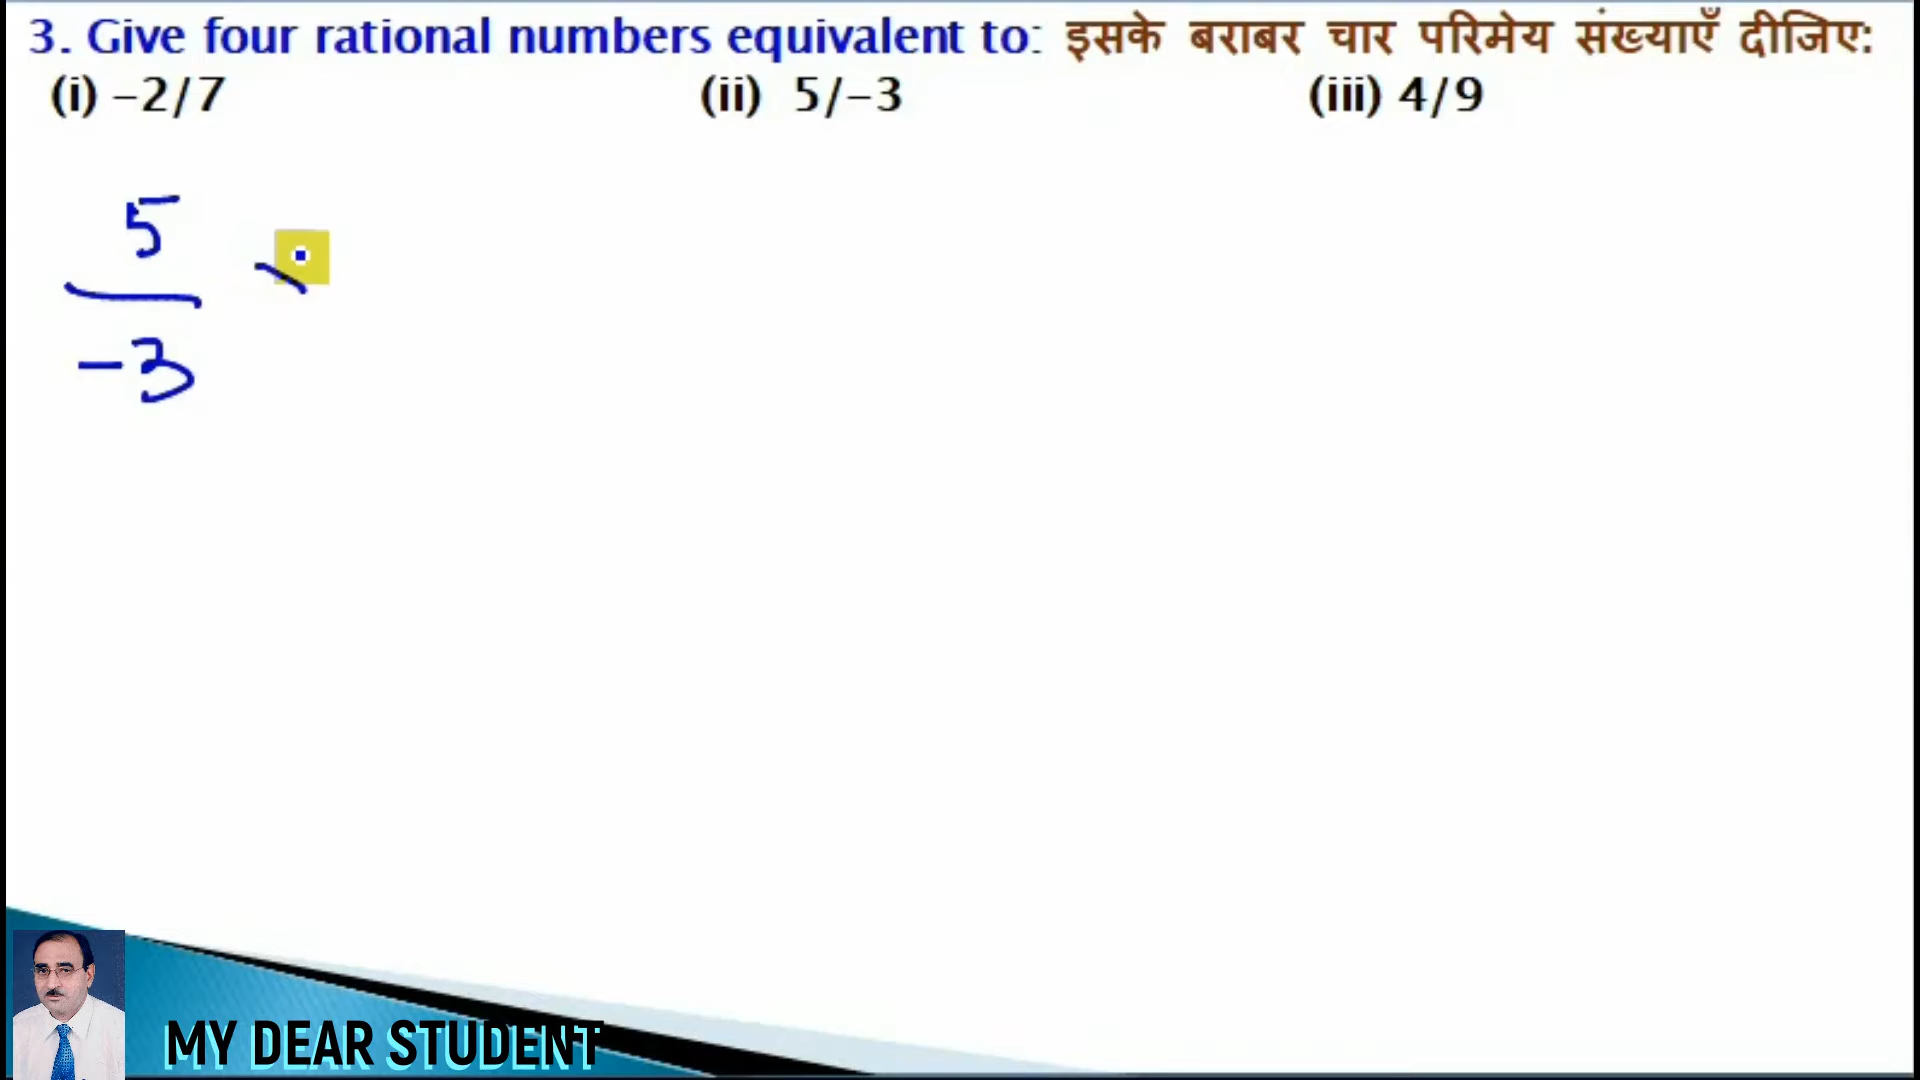 3. Give four rational numbers equivalent to: इसके बराबर चार परिमेय संख्याएँ दीजिए:
(i) -2/7 (ii) 5/-3 (iii) 4/9
5
-3
MY DEAR STUDENT